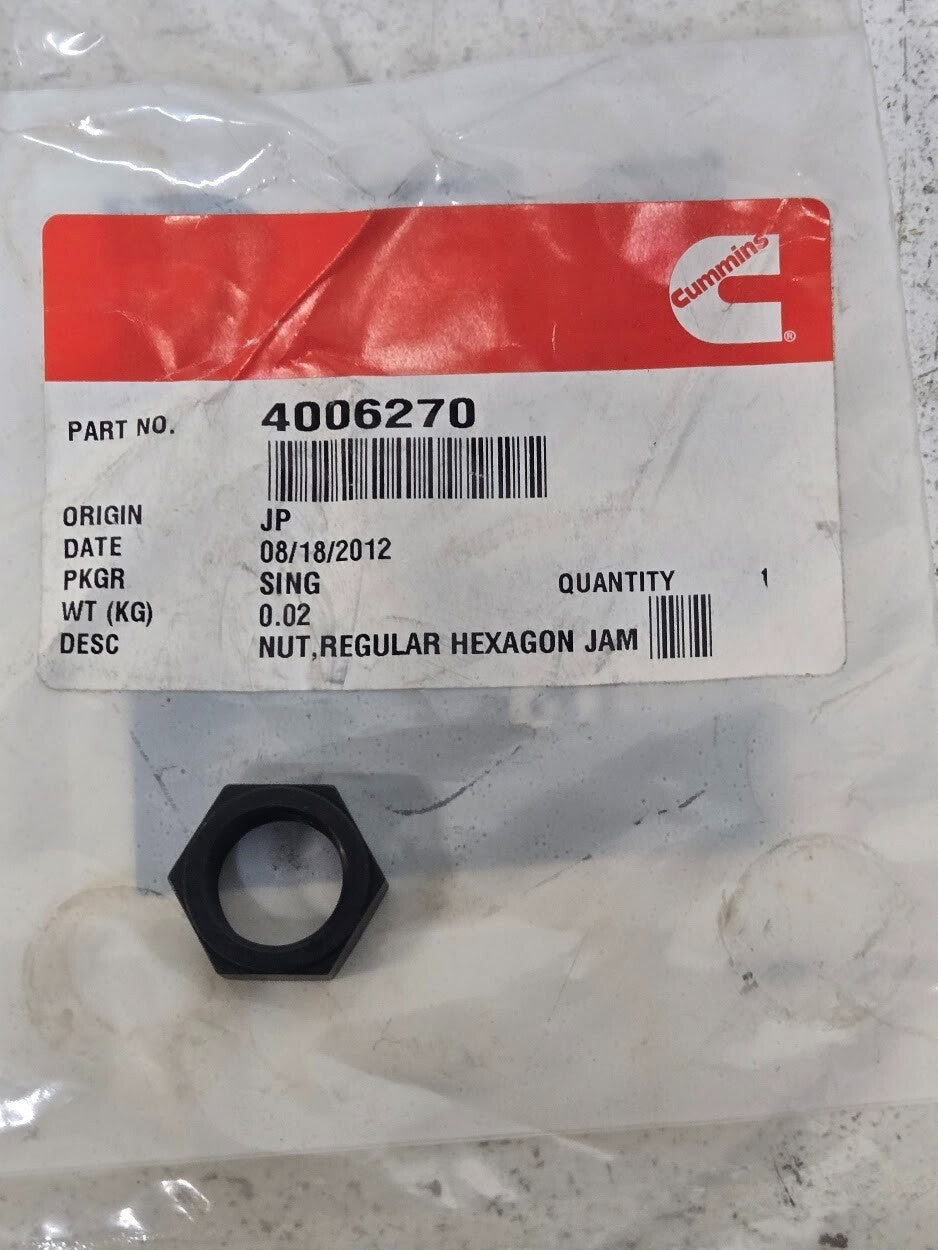 Cummins
®
PART NO. 4006270
ORIGIN JP
DATE 08/18/2012
PKGR SING QUANTITY 1
WT (KG) 0.02
DESC NUT,REGULAR HEXAGON JAM